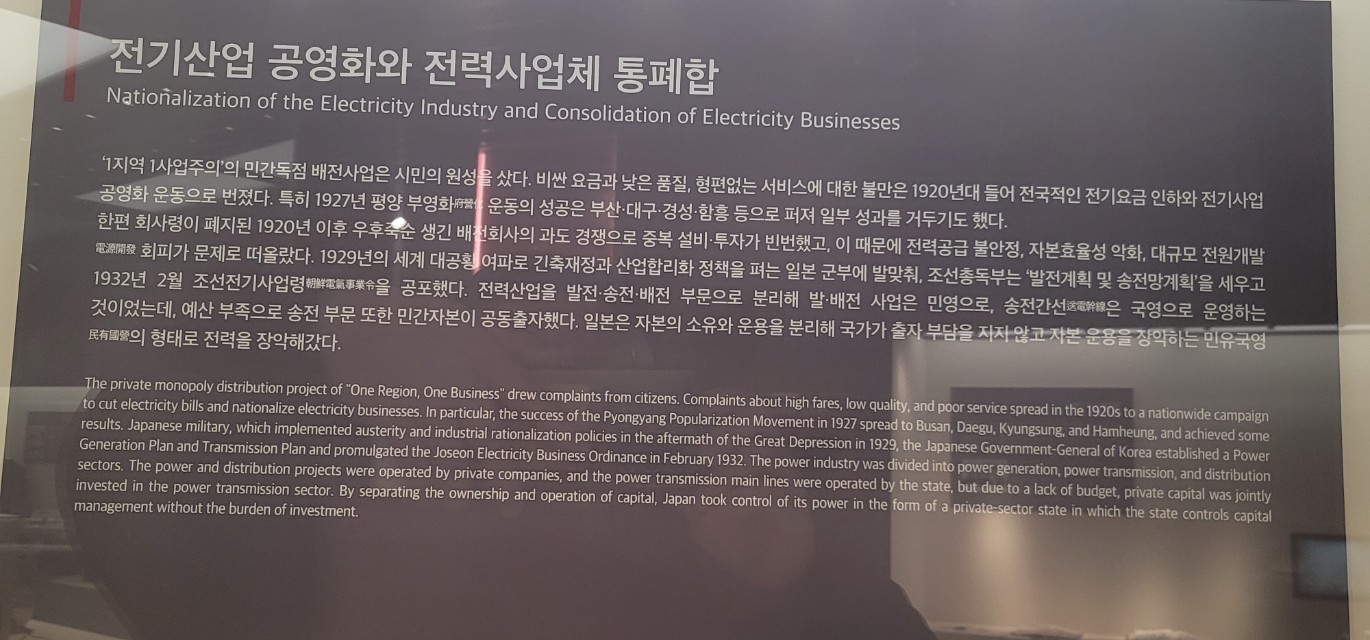 전기산업 공영화와 전력사업체 통폐합
Nationalization of the Electricity Industry and Consolidation of Electricity Businesses
'1지역 1사업주의'의 민간독점 배전사업은 시민의 원성을 샀다. 비싼 요금과 낮은 품질, 형편없는 서비스에 대한 불만은 1920년대 들어 전국적인 전기요금 인하와 전기사업
공영화 운동으로 번졌다. 특히 1927년 평양 부영화府營化 운동의 성공은 부산·대구·경성·함흥 등으로 퍼져 일부 성과를 거두기도 했다.
한편 회사령이 폐지된 1920년 이후 우후죽순 생긴 배전회사의 과도 경쟁으로 중복 설비·투자가 빈번했고, 이 때문에 전력공급 불안정, 자본효율성 악화, 대규모 전원개발
電源開發 회피가 문제로 떠올랐다. 1929년의 세계 대공황 여파로 긴축재정과 산업합리화 정책을 펴는 일본 군부에 발맞춰, 조선총독부는 '발전계획 및 송전망계획'을 세우고
1932년 2월 조선전기사업령朝鮮電氣事業令을 공포했다. 전력산업을 발전·송전·배전 부문으로 분리해 발·배전 사업은 민영으로, 송전간선送電幹線은 국영으로 운영하는
것이었는데, 예산 부족으로 송전 부문 또한 민간자본이 공동출자했다. 일본은 자본의 소유와 운용을 분리해 국가가 출자 부담을 지지 않고 자본 운용을 장악하는 민유국영
民有國營의 형태로 전력을 장악해갔다.
The private monopoly distribution project of "One Region, One Business" drew complaints from citizens. Complaints about high fares, low quality, and poor service spread in the 1920s to a nationwide campaign
to cut electricity bills and nationalize electricity businesses. In particular, the success of the Pyongyang Popularization Movement in 1927 spread to Busan, Daegu, Kyungsung, and Hamheung, and achieved some
results. Japanese military, which implemented austerity and industrial rationalization policies in the aftermath of the Great Depression in 1929, the Japanese Government-General of Korea established a Power
Generation Plan and Transmission Plan and promulgated the Joseon Electricity Business Ordinance in February 1932. The power industry was divided into power generation, power transmission, and distribution
sectors. The power and distribution projects were operated by private companies, and the power transmission main lines were operated by the state, but due to a lack of budget, private capital was jointly
invested in the power transmission sector. By separating the ownership and operation of capital, Japan took control of its power in the form of a private-sector state in which the state controls capital
management without the burden of investment.